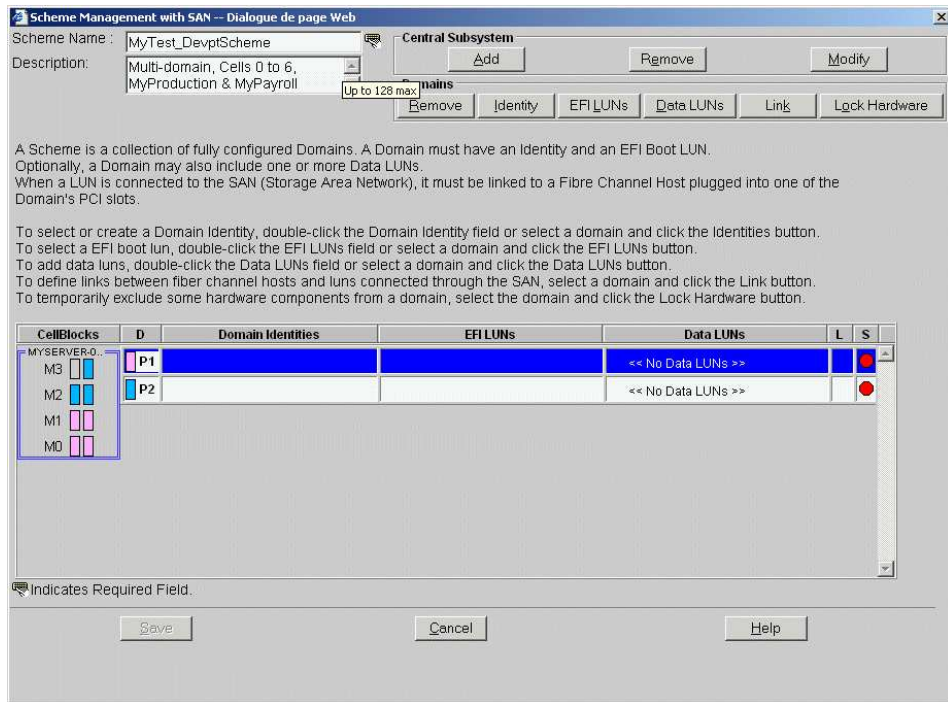 Scheme Management with SAN -- Dialogue de page Web
Scheme Name : MyTest_DevptScheme
Description: Multi-domain, Cells 0 to 6,
MyProduction & MyPayroll
Up to 128 max
Central Subsystem
Add Remove Modify
mains
Remove Identity EFI LUNs Data LUNs Link Lock Hardware
A Scheme is a collection of fully configured Domains. A Domain must have an Identity and an EFI Boot LUN.
Optionally, a Domain may also include one or more Data LUNs.
When a LUN is connected to the SAN (Storage Area Network), it must be linked to a Fibre Channel Host plugged into one of the
Domain's PCI slots.
To select or create a Domain Identity, double-click the Domain Identity field or select a domain and click the Identities button.
To select a EFI boot lun, double-click the EFI LUNs field or select a domain and click the EFI LUNs button.
To add data luns, double-click the Data LUNs field or select a domain and click the Data LUNs button.
To define links between fiber channel hosts and luns connected through the SAN, select a domain and click the Link button.
To temporarily exclude some hardware components from a domain, select the domain and click the Lock Hardware button.
CellBlocks D Domain Identities EFI LUNs Data LUNs L S
MYSERVER-0..
M3
M2
M1
M0
P1 << No Data LUNs >>
P2 << No Data LUNs >>
Indicates Required Field.
Save Cancel Help